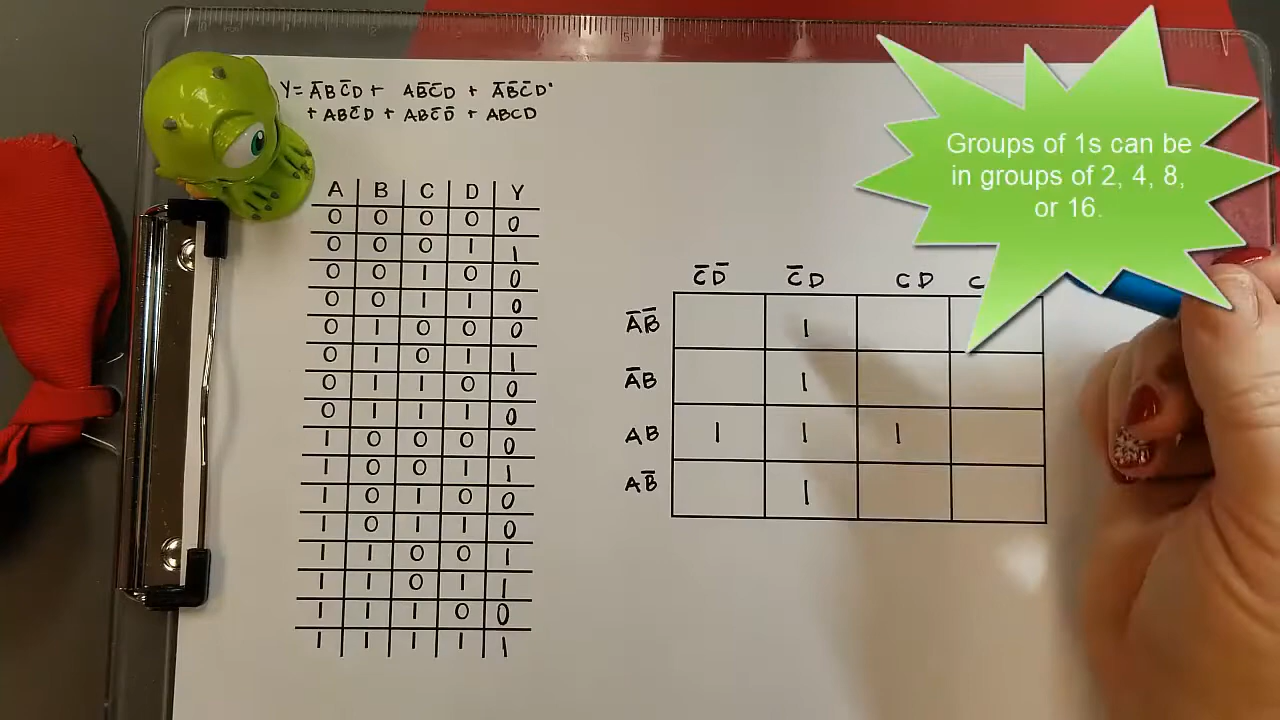 Y = A̅BC̅D + AB̅C̅D + A̅B̅C̅D
+ ABC̅D + ABC̅D̅ + ABCD
Groups of 1s can be
in groups of 2, 4, 8,
or 16.
A B C D Y
0 0 0 0 0
0 0 0 1 1
0 0 1 0 0
0 0 1 1 0
0 1 0 0 0
0 1 0 1 1
0 1 1 0 0
0 1 1 1 0
1 0 0 0 0
1 0 0 1 1
1 0 1 0 0
1 0 1 1 0
1 1 0 0 1
1 1 0 1 1
1 1 1 0 0
1 1 1 1 1
C̅D̅ C̅D CD C
A̅B̅ 1
A̅B 1
AB 1 1 1
AB̅ 1